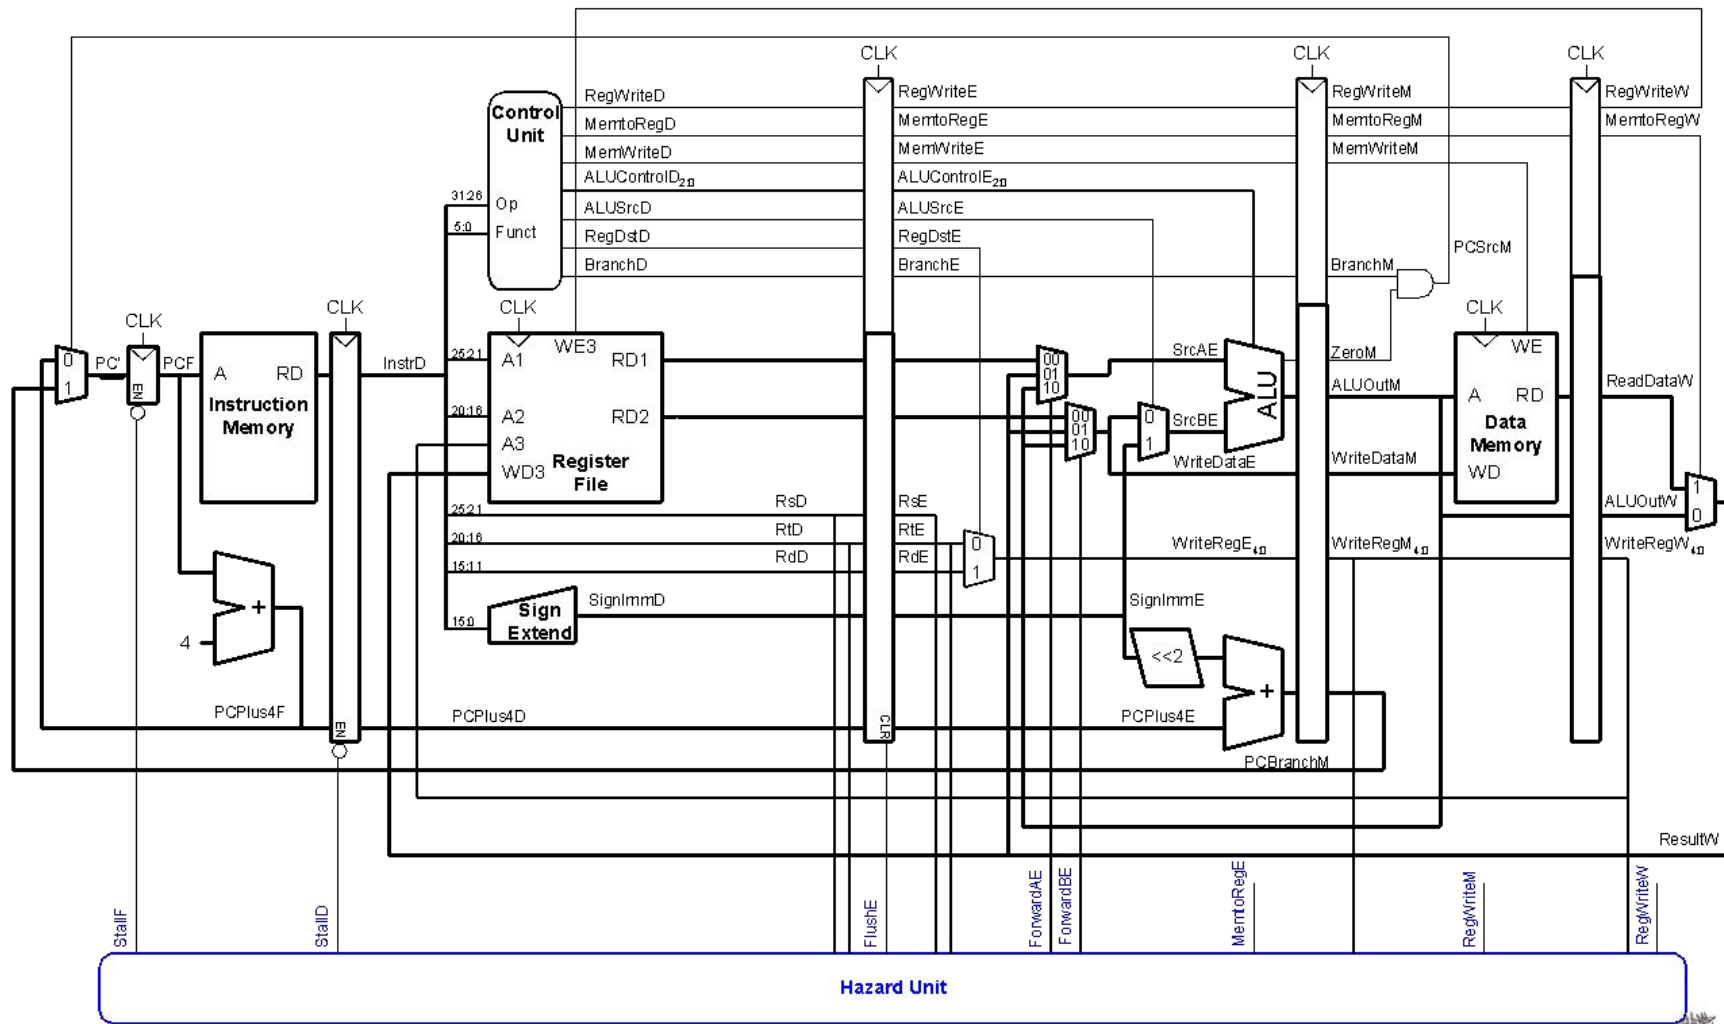 CLK
CLK
CLK
RegWriteD
RegWriteE
RegWriteM
RegWriteW
Control
Unit
MemtoRegD
MemtoRegE
MemtoRegM
MemtoRegW
MemWriteD
MemWriteE
MemWriteM
ALUControlD2:0
ALUControlE2:0
31:26
Op
ALUSrcD
ALUSrcE
5:0
Funct
RegDstD
RegDstE
PCSrcM
BranchD
BranchE
BranchM
CLK
CLK
CLK
CLK
0
1
PC'
EN
PCF
A
RD
Instruction
Memory
InstrD
25:21
A1
WE3
RD1
20:16
A2
RD2
A3
WD3
Register
File
00
01
10
00
01
10
0
1
SrcAE
SrcBE
ALU
WriteDataE
ZeroM
ALUOutM
WriteDataM
WE
A
RD
Data
Memory
WD
ReadDataW
1
0
ALUOutW
25:21
RsD
RsE
20:16
RtD
RtE
15:11
RdD
RdE
0
1
WriteRegE4:0
WriteRegM4:0
WriteRegW4:0
15:0
Sign
Extend
SignImmD
SignImmE
+
4
<<2
+
PCPlus4F
EN
PCPlus4D
CLR
PCPlus4E
PCBranchM
ResultW
StallF
StallD
FlushE
ForwardAE
ForwardBE
MemtoRegE
RegWriteM
RegWriteW
Hazard Unit